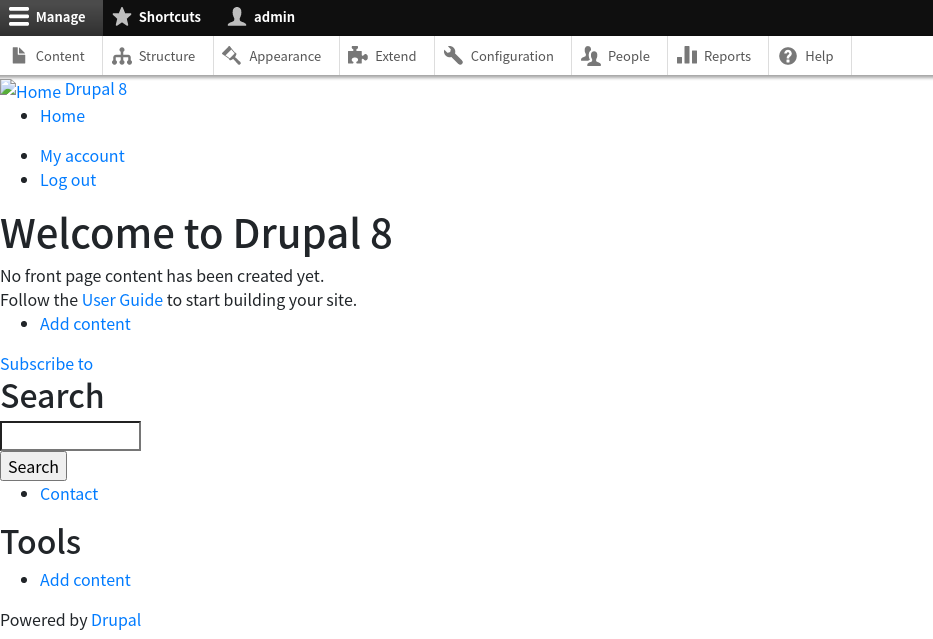 Manage Shortcuts admin
Content Structure Appearance Extend Configuration People Reports Help
Home Drupal 8
Home
My account
Log out
Welcome to Drupal 8
No front page content has been created yet.
Follow the User Guide to start building your site.
Add content
Subscribe to
Search
Search
Contact
Tools
Add content
Powered by Drupal